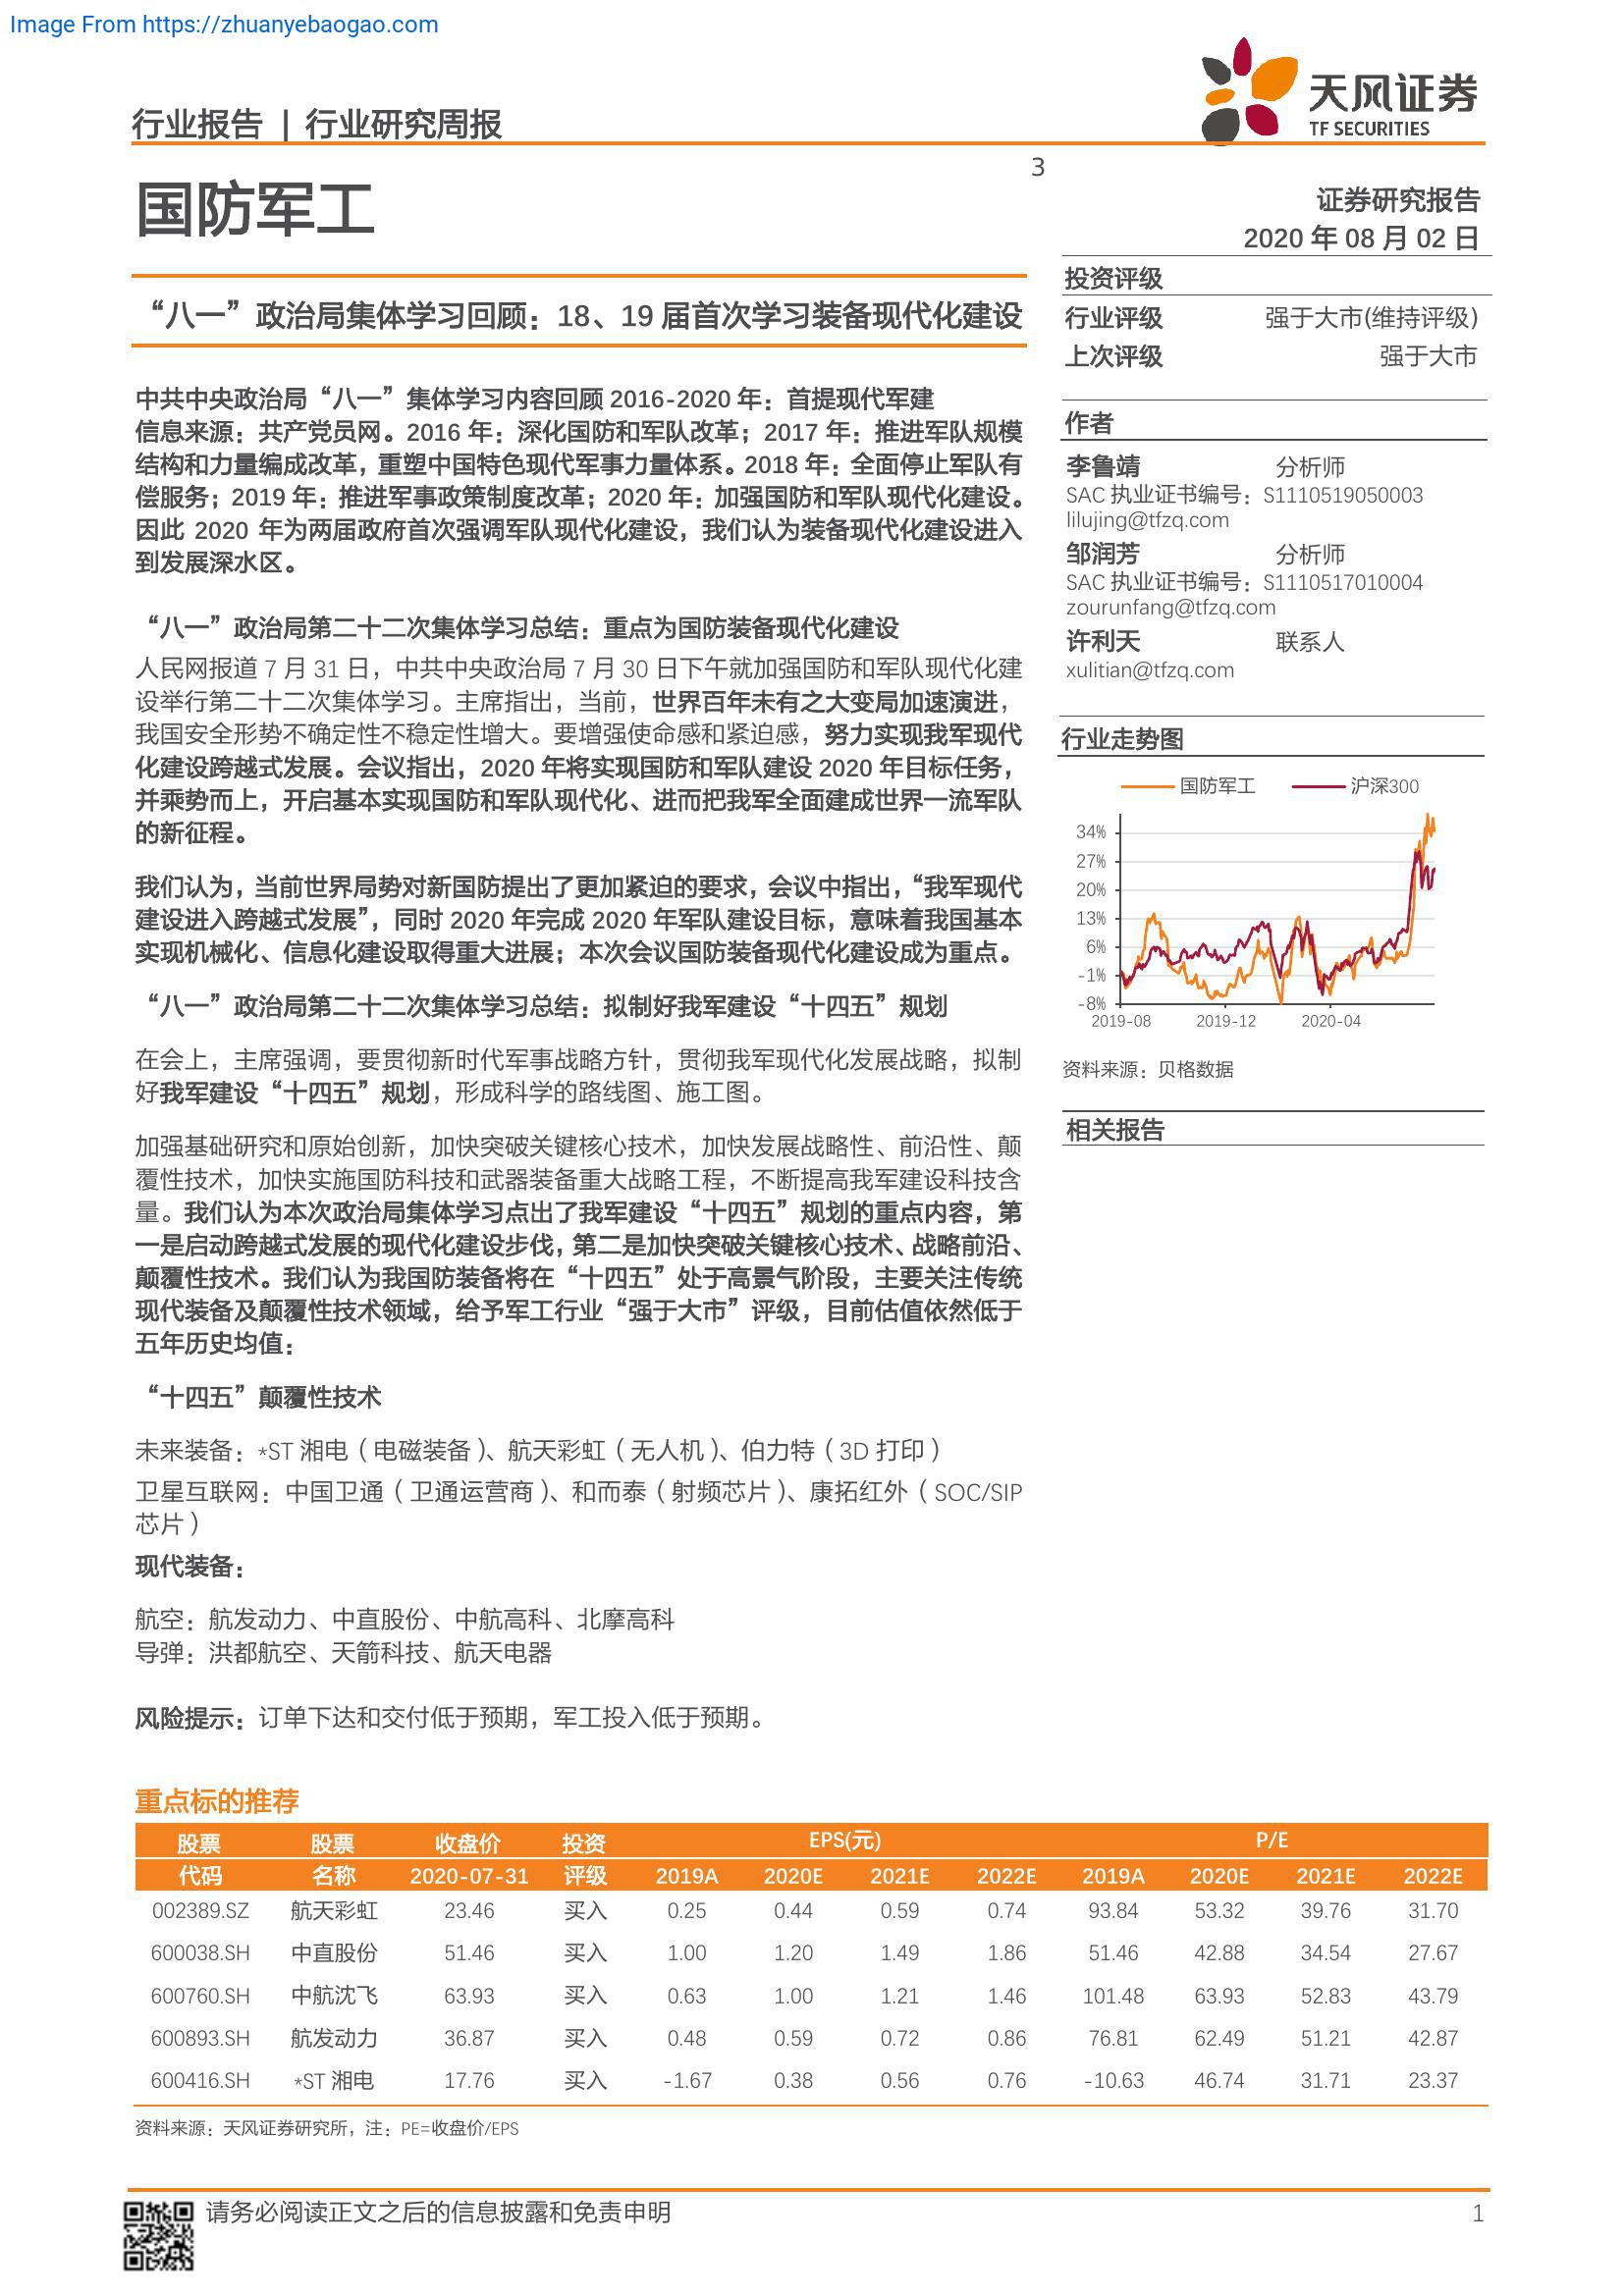 Image From https://zhuanyebaogao.com
行业报告 | 行业研究周报
天风证券
TF SECURITIES
国防军工
3
证券研究报告
2020 年 08 月 02 日
“八一”政治局集体学习回顾：18、19 届首次学习装备现代化建设
中共中央政治局“八一”集体学习内容回顾 2016-2020 年：首提现代军建
信息来源：共产党员网。2016 年：深化国防和军队改革；2017 年：推进军队规模
结构和力量编成改革，重塑中国特色现代军事力量体系。2018 年：全面停止军队有
偿服务；2019 年：推进军事政策制度改革；2020 年：加强国防和军队现代化建设。
因此 2020 年为两届政府首次强调军队现代化建设，我们认为装备现代化建设进入
到发展深水区。
“八一”政治局第二十二次集体学习总结：重点为国防装备现代化建设
人民网报道 7 月 31 日，中共中央政治局 7 月 30 日下午就加强国防和军队现代化建
设举行第二十二次集体学习。主席指出，当前，世界百年未有之大变局加速演进，
我国安全形势不确定性不稳定性增大。要增强使命感和紧迫感，努力实现我军现代
化建设跨越式发展。会议指出，2020 年将实现国防和军队建设 2020 年目标任务，
并乘势而上，开启基本实现国防和军队现代化、进而把我军全面建成世界一流军队
的新征程。
我们认为，当前世界局势对新国防提出了更加紧迫的要求，会议中指出，“我军现代
建设进入跨越式发展”，同时 2020 年完成 2020 年军队建设目标，意味着我国基本
实现机械化、信息化建设取得重大进展；本次会议国防装备现代化建设成为重点。
“八一”政治局第二十二次集体学习总结：拟制好我军建设“十四五”规划
在会上，主席强调，要贯彻新时代军事战略方针，贯彻我军现代化发展战略，拟制
好我军建设“十四五”规划，形成科学的路线图、施工图。
加强基础研究和原始创新，加快突破关键核心技术，加快发展战略性、前沿性、颠
覆性技术，加快实施国防科技和武器装备重大战略工程，不断提高我军建设科技含
量。我们认为本次政治局集体学习点出了我军建设“十四五”规划的重点内容，第
一是启动跨越式发展的现代化建设步伐，第二是加快突破关键核心技术、战略前沿、
颠覆性技术。我们认为我国防装备将在“十四五”处于高景气阶段，主要关注传统
现代装备及颠覆性技术领域，给予军工行业“强于大市”评级，目前估值依然低于
五年历史均值：
“十四五”颠覆性技术
未来装备：*ST 湘电（电磁装备）、航天彩虹（无人机）、伯力特（3D 打印）
卫星互联网：中国卫通（卫通运营商）、和而泰（射频芯片）、康拓红外（SOC/SIP
芯片）
现代装备：
航空：航发动力、中直股份、中航高科、北摩高科
导弹：洪都航空、天箭科技、航天电器
风险提示：订单下达和交付低于预期，军工投入低于预期。
投资评级
行业评级 强于大市(维持评级)
上次评级 强于大市
作者
李鲁靖 分析师
SAC 执业证书编号：S1110519050003
lilujing@tfzq.com
邹润芳 分析师
SAC 执业证书编号：S1110517010004
zourunfang@tfzq.com
许利天 联系人
xulitian@tfzq.com
行业走势图
国防军工 沪深300
34%
27%
20%
13%
6%
-1%
-8%
2019-08 2019-12 2020-04
资料来源：贝格数据
相关报告
重点标的推荐
股票 股票 收盘价 投资 EPS(元) P/E
代码 名称 2020-07-31 评级 2019A 2020E 2021E 2022E 2019A 2020E 2021E 2022E
002389.SZ 航天彩虹 23.46 买入 0.25 0.44 0.59 0.74 93.84 53.32 39.76 31.70
600038.SH 中直股份 51.46 买入 1.00 1.20 1.49 1.86 51.46 42.88 34.54 27.67
600760.SH 中航沈飞 63.93 买入 0.63 1.00 1.21 1.46 101.48 63.93 52.83 43.79
600893.SH 航发动力 36.87 买入 0.48 0.59 0.72 0.86 76.81 62.49 51.21 42.87
600416.SH *ST 湘电 17.76 买入 -1.67 0.38 0.56 0.76 -10.63 46.74 31.71 23.37
资料来源：天风证券研究所，注：PE=收盘价/EPS
请务必阅读正文之后的信息披露和免责申明 1